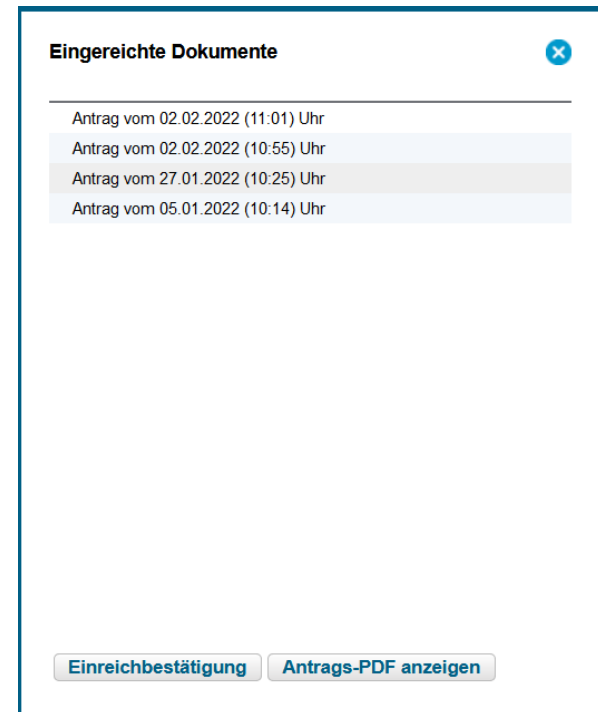 Eingereichte Dokumente
Antrag vom 02.02.2022 (11:01) Uhr
Antrag vom 02.02.2022 (10:55) Uhr
Antrag vom 27.01.2022 (10:25) Uhr
Antrag vom 05.01.2022 (10:14) Uhr
Einreichbestätigung Antrags-PDF anzeigen